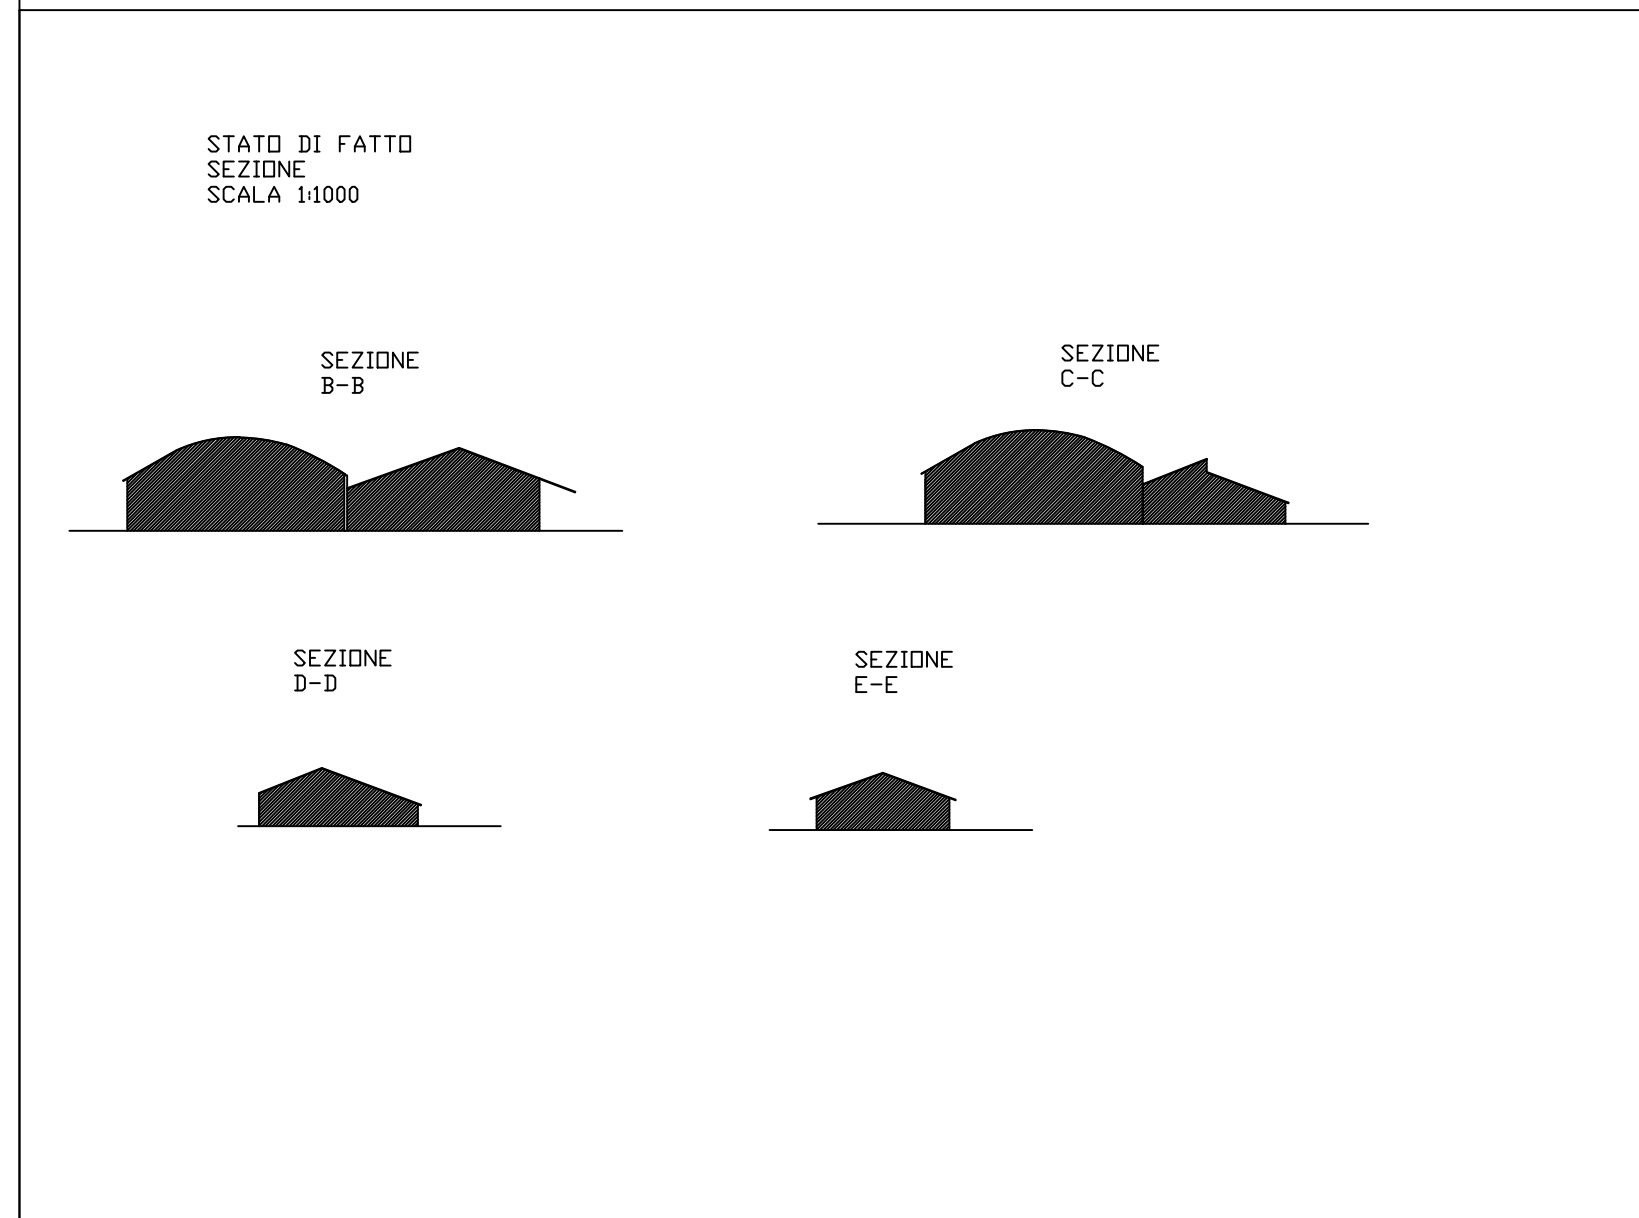 STATO DI FATTO
SEZIONE
SCALA 1:1000
SEZIONE
B-B
SEZIONE
C-C
SEZIONE
D-D
SEZIONE
E-E